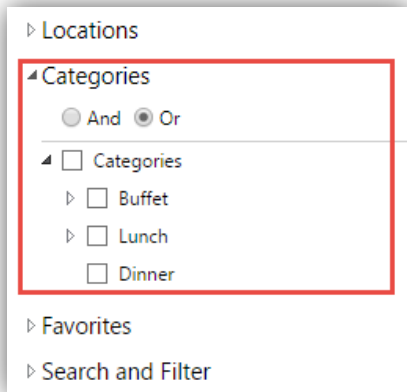 Locations
Categories
And Or
Categories
Buffet
Lunch
Dinner
Favorites
Search and Filter